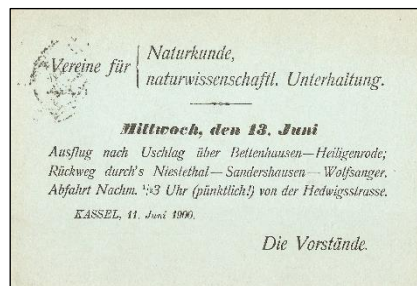 Vereine für { Naturkunde,
naturwissenschaftl. Unterhaltung.
Mittwoch, den 13. Juni
Ausflug nach Uschlag über Bettenhausen—Heiligenrode;
Rückweg durch's Niestethal—Sandershausen—Wolfsanger.
Abfahrt Nachm. ½3 Uhr (pünktlich!) von der Hedwigsstrasse.
KASSEL, 11. Juni 1900.
Die Vorstände.